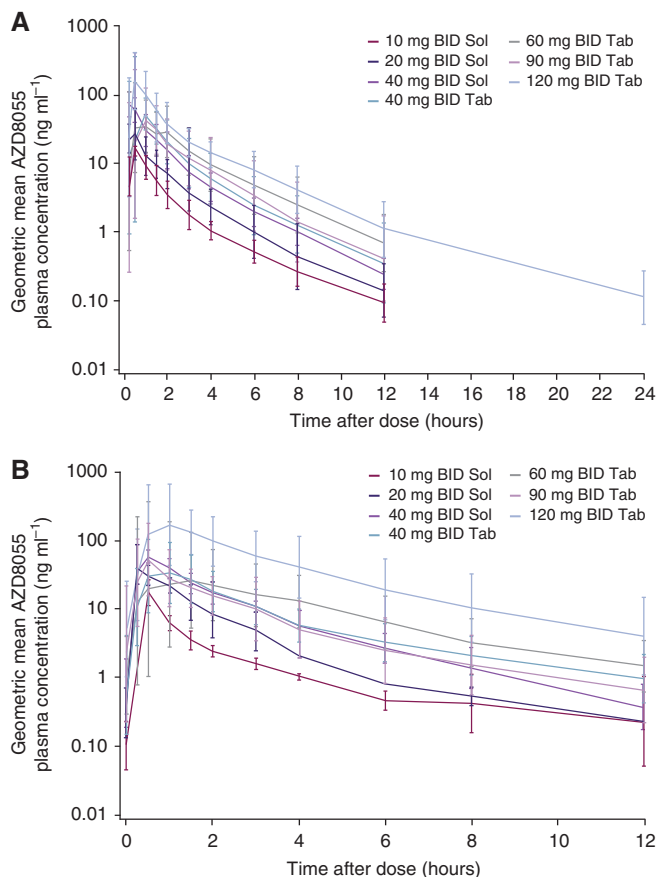 A
1000
100
10
1
0.10
0.01
Geometric mean AZD8055
plasma concentration (ng ml⁻¹)
10 mg BID Sol
20 mg BID Sol
40 mg BID Sol
40 mg BID Tab
60 mg BID Tab
90 mg BID Tab
120 mg BID Tab
0 1 2 3 4 6 8 10 12 14 16 18 20 22 24
Time after dose (hours)
B
1000
100
10
1
0.10
0.01
Geometric mean AZD8055
plasma concentration (ng ml⁻¹)
10 mg BID Sol
20 mg BID Sol
40 mg BID Sol
40 mg BID Tab
60 mg BID Tab
90 mg BID Tab
120 mg BID Tab
0 2 4 6 8 10 12
Time after dose (hours)